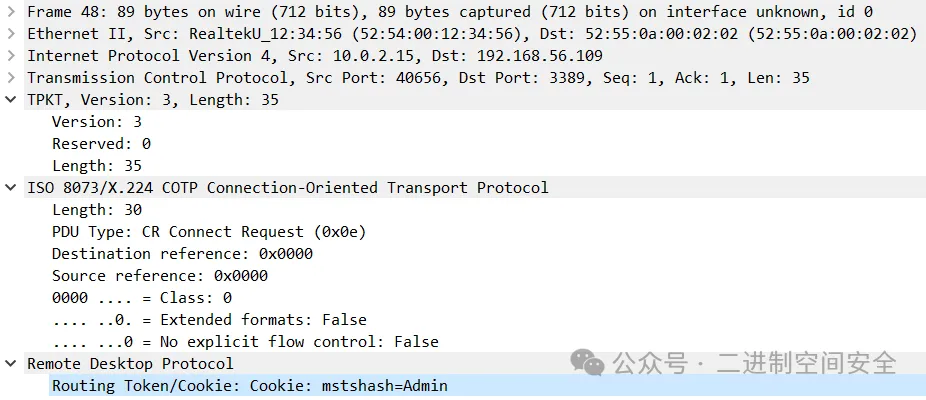 Frame 48: 89 bytes on wire (712 bits), 89 bytes captured (712 bits) on interface unknown, id 0
Ethernet II, Src: RealtekU_12:34:56 (52:54:00:12:34:56), Dst: 52:55:0a:00:02:02 (52:55:0a:00:02:02)
Internet Protocol Version 4, Src: 10.0.2.15, Dst: 192.168.56.109
Transmission Control Protocol, Src Port: 40656, Dst Port: 3389, Seq: 1, Ack: 1, Len: 35
TPKT, Version: 3, Length: 35
Version: 3
Reserved: 0
Length: 35
ISO 8073/X.224 COTP Connection-Oriented Transport Protocol
Length: 30
PDU Type: CR Connect Request (0x0e)
Destination reference: 0x0000
Source reference: 0x0000
0000 .... = Class: 0
.... ..0. = Extended formats: False
.... ...0 = No explicit flow control: False
Remote Desktop Protocol
公众号 · 二进制空间安全
Routing Token/Cookie: Cookie: mstshash=Admin